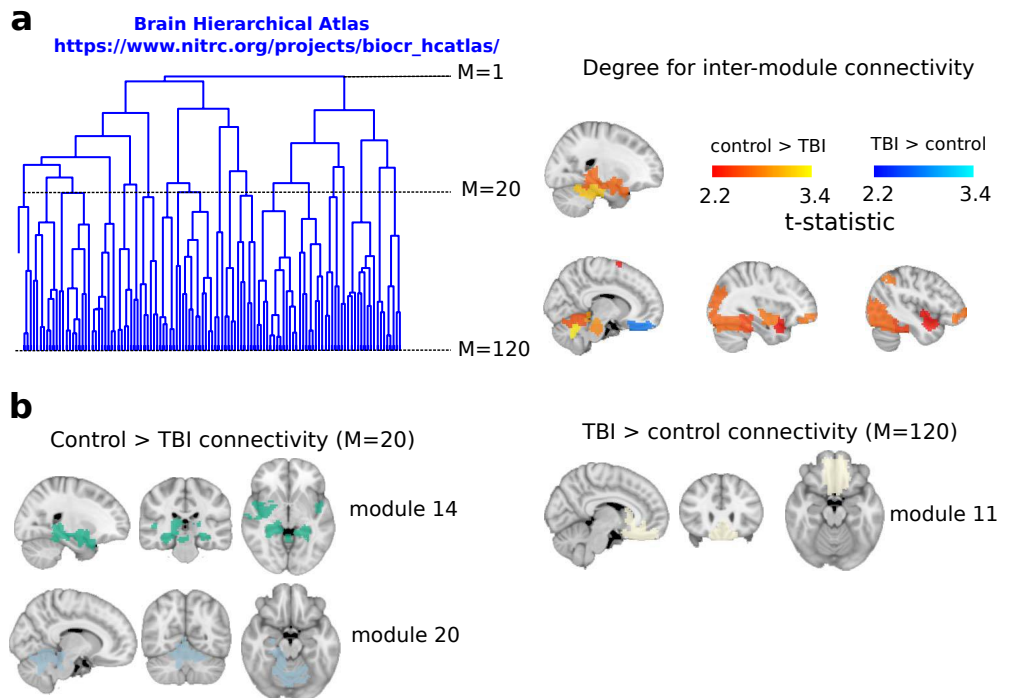 a
Brain Hierarchical Atlas
https://www.nitrc.org/projects/biocr_hcatlas/
M=1
M=20
M=120
Degree for inter-module connectivity
control > TBI
TBI > control
2.2
3.4
2.2
3.4
t-statistic
b
Control > TBI connectivity (M=20)
module 14
module 20
TBI > control connectivity (M=120)
module 11